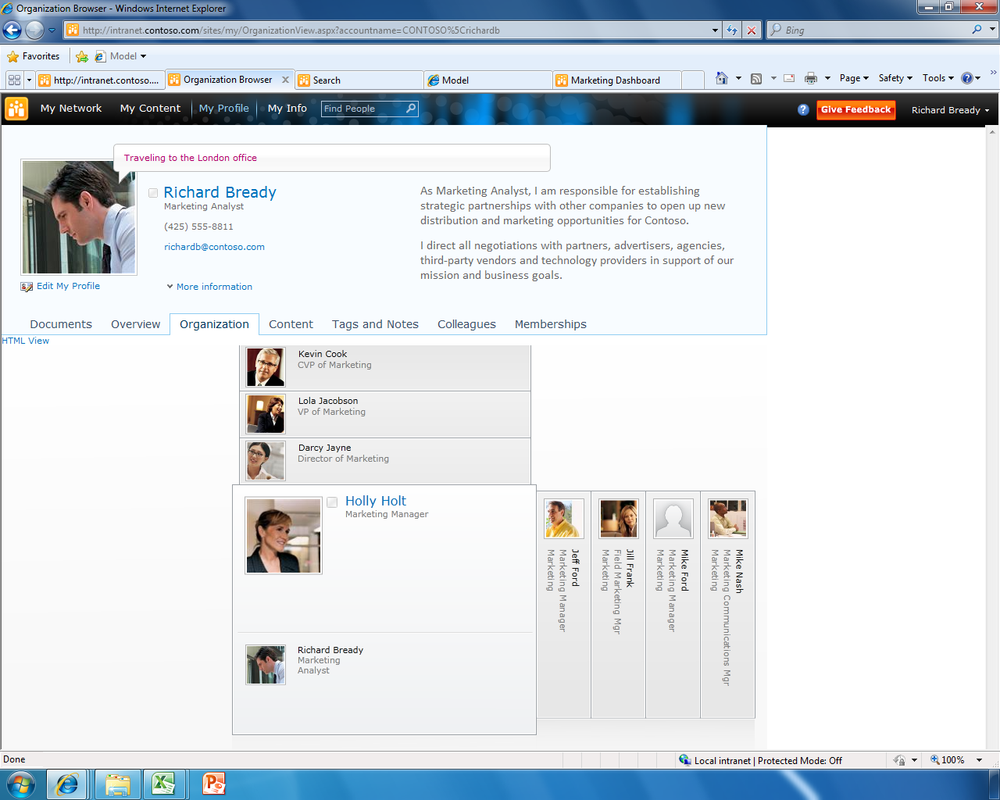 Organization Browser - Windows Internet Explorer
http://intranet.contoso.com/sites/my/OrganizationView.aspx?accountname=CONTOSO%5Crichardb
Bing
Favorites
Model
http://intranet.contoso....
Organization Browser
Search
Model
Marketing Dashboard
Page
Safety
Tools
My Network
My Content
My Profile
My Info
Find People
Give Feedback
Richard Bready
Traveling to the London office
Richard Bready
Marketing Analyst
(425) 555-8811
richardb@contoso.com
Edit My Profile
More information
As Marketing Analyst, I am responsible for establishing
strategic partnerships with other companies to open up new
distribution and marketing opportunities for Contoso.
I direct all negotiations with partners, advertisers, agencies,
third-party vendors and technology providers in support of our
mission and business goals.
Documents
Overview
Organization
Content
Tags and Notes
Colleagues
Memberships
HTML View
Kevin Cook
CVP of Marketing
Lola Jacobson
VP of Marketing
Darcy Jayne
Director of Marketing
Holly Holt
Marketing Manager
Richard Bready
Marketing
Analyst
Jeff Ford
Marketing Manager
Marketing
Jill Frank
Field Marketing Mgr
Marketing
Mike Ford
Marketing Manager
Marketing
Mike Nash
Marketing Communications Mgr
Marketing
Done
Local intranet | Protected Mode: Off
100%